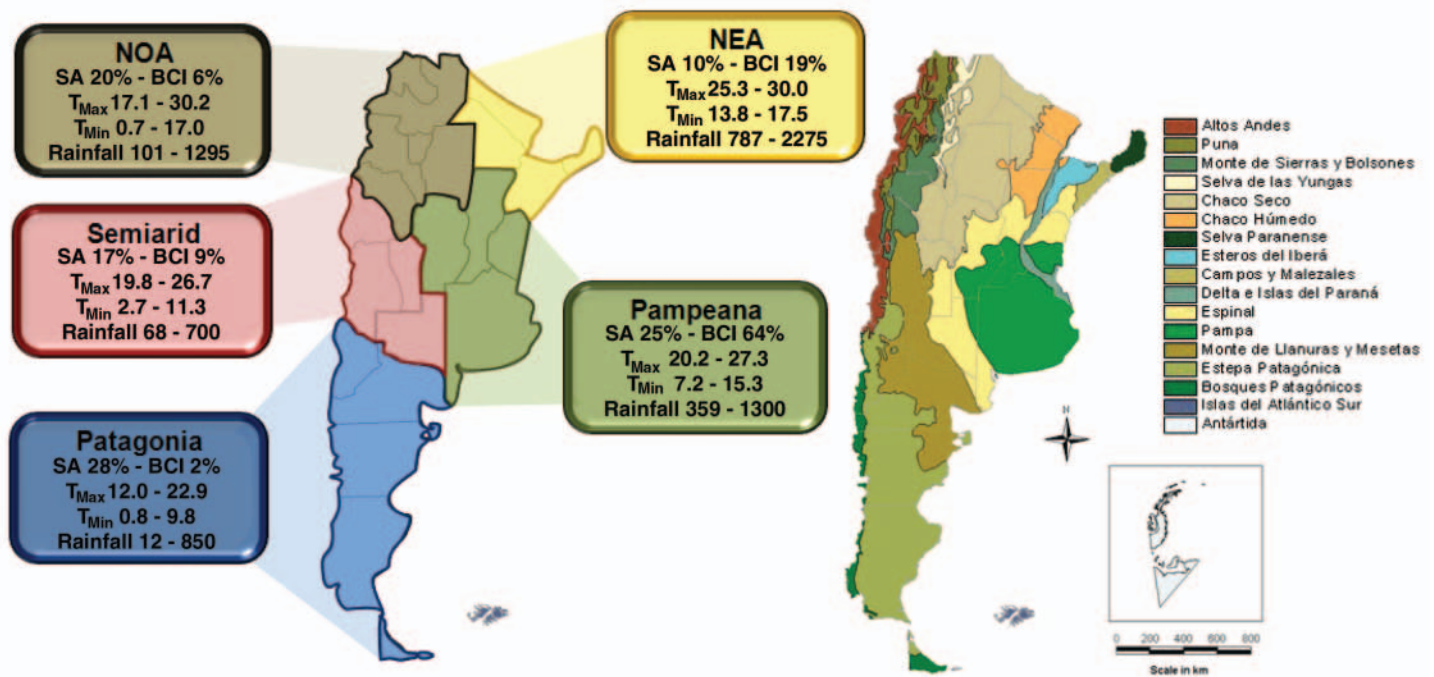 NOA
SA 20% - BCI 6%
TMax 17.1 - 30.2
TMin 0.7 - 17.0
Rainfall 101 - 1295
NEA
SA 10% - BCI 19%
TMax 25.3 - 30.0
TMin 13.8 - 17.5
Rainfall 787 - 2275
Semiarid
SA 17% - BCI 9%
TMax 19.8 - 26.7
TMin 2.7 - 11.3
Rainfall 68 - 700
Pampeana
SA 25% - BCI 64%
TMax 20.2 - 27.3
TMin 7.2 - 15.3
Rainfall 359 - 1300
Patagonia
SA 28% - BCI 2%
TMax 12.0 - 22.9
TMin 0.8 - 9.8
Rainfall 12 - 850
Altos Andes
Puna
Monte de Sierras y Bolsones
Selva de las Yungas
Chaco Seco
Chaco Húmedo
Selva Paranense
Esteros del Iberá
Campos y Malezales
Delta e Islas del Paraná
Espinal
Pampa
Monte de Llanuras y Mesetas
Estepa Patagónica
Bosques Patagónicos
Islas del Atlántico Sur
Antártida
N
0 200 400 600 800
Scale in km